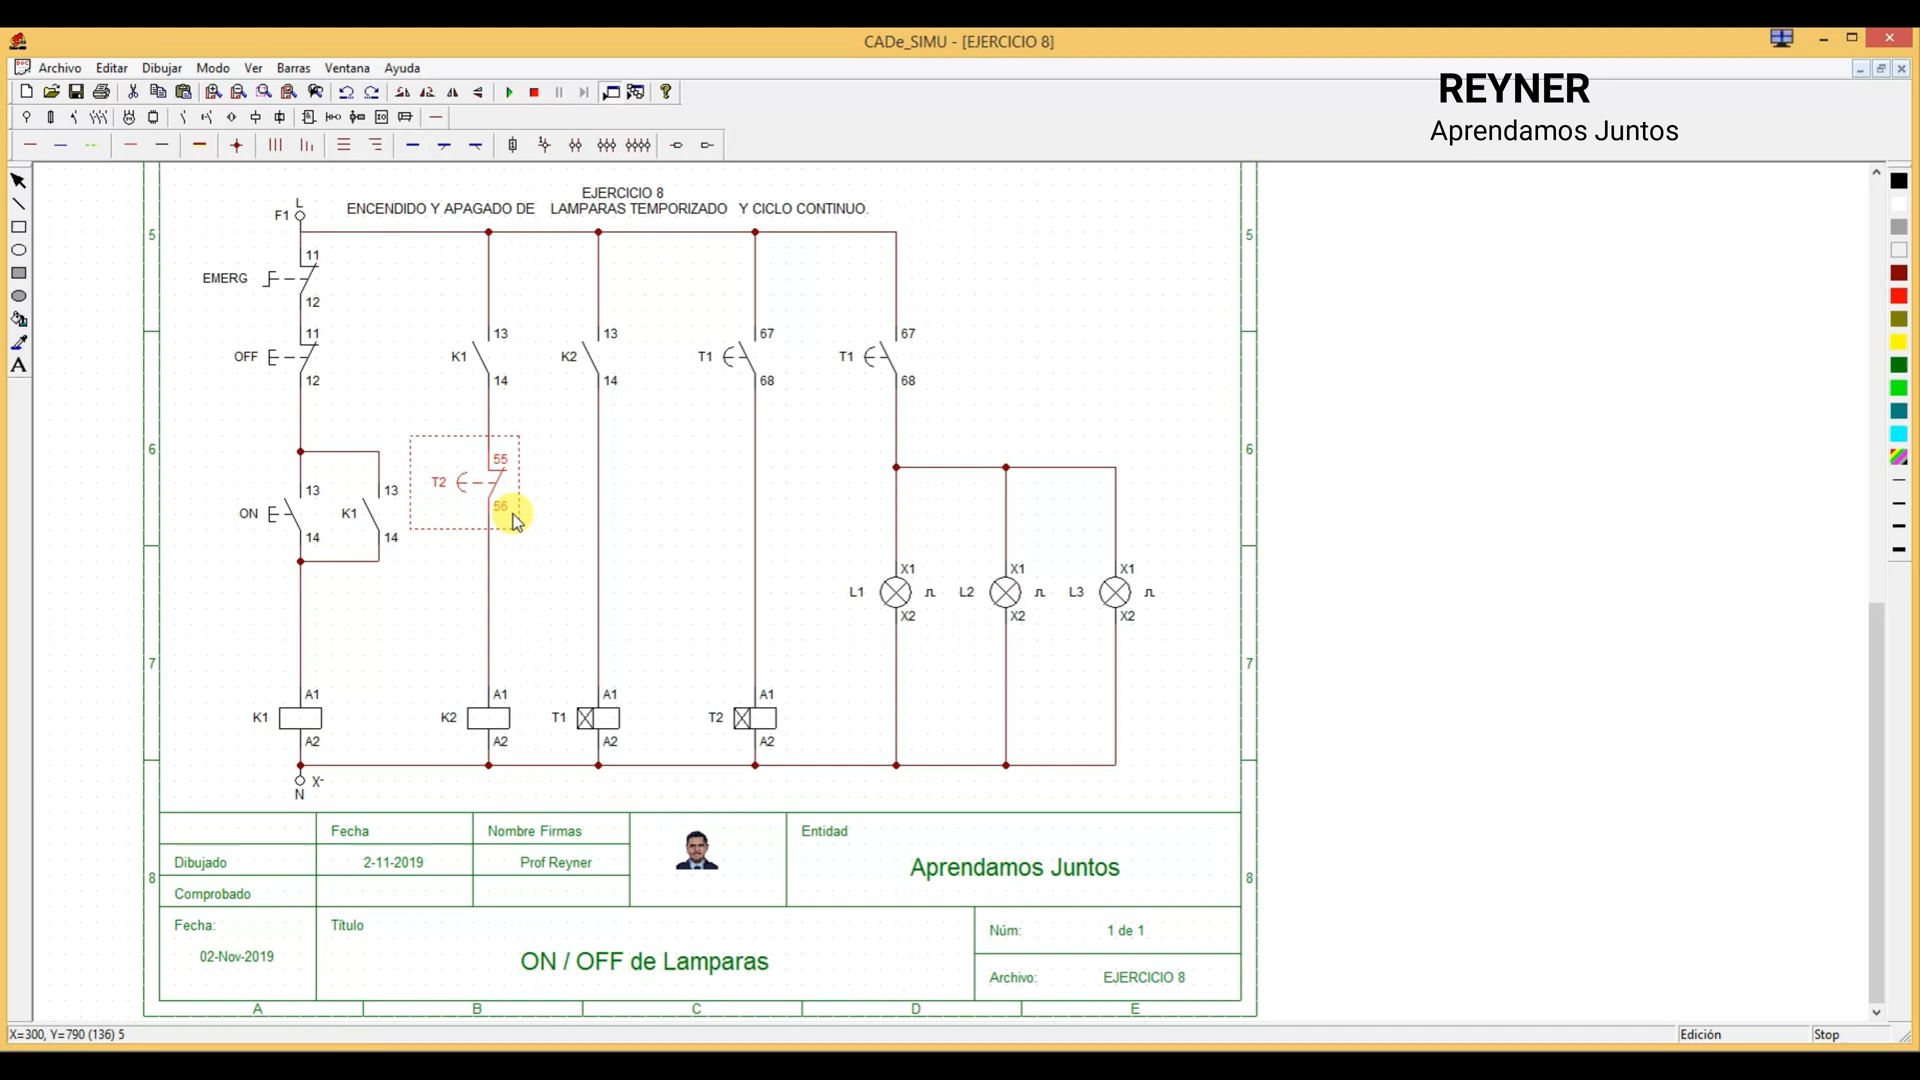 CADe_SIMU - [EJERCICIO 8]
Archivo Editar Dibujar Modo Ver Barras Ventana Ayuda
REYNER
Aprendamos Juntos
EJERCICIO 8
ENCENDIDO Y APAGADO DE LAMPARAS TEMPORIZADO Y CICLO CONTINUO.
L
F1
5 5
11
EMERG
12
11 13 13 67 67
OFF K1 K2 T1 T1
12 14 14 68 68
6 6
55
T2
56
13 13
ON K1
14 14
X1 X1 X1
L1 L2 L3
X2 X2 X2
7 7
A1 A1 A1 A1
K1 K2 T1 T2
A2 A2 A2 A2
X-
N
Fecha Nombre Firmas Entidad
Dibujado 2-11-2019 Prof Reyner Aprendamos Juntos
8 8
Comprobado
Fecha: Título Núm: 1 de 1
02-Nov-2019 ON / OFF de Lamparas
Archivo: EJERCICIO 8
A B C D E
X=300, Y=790 (136) 5 Edición Stop